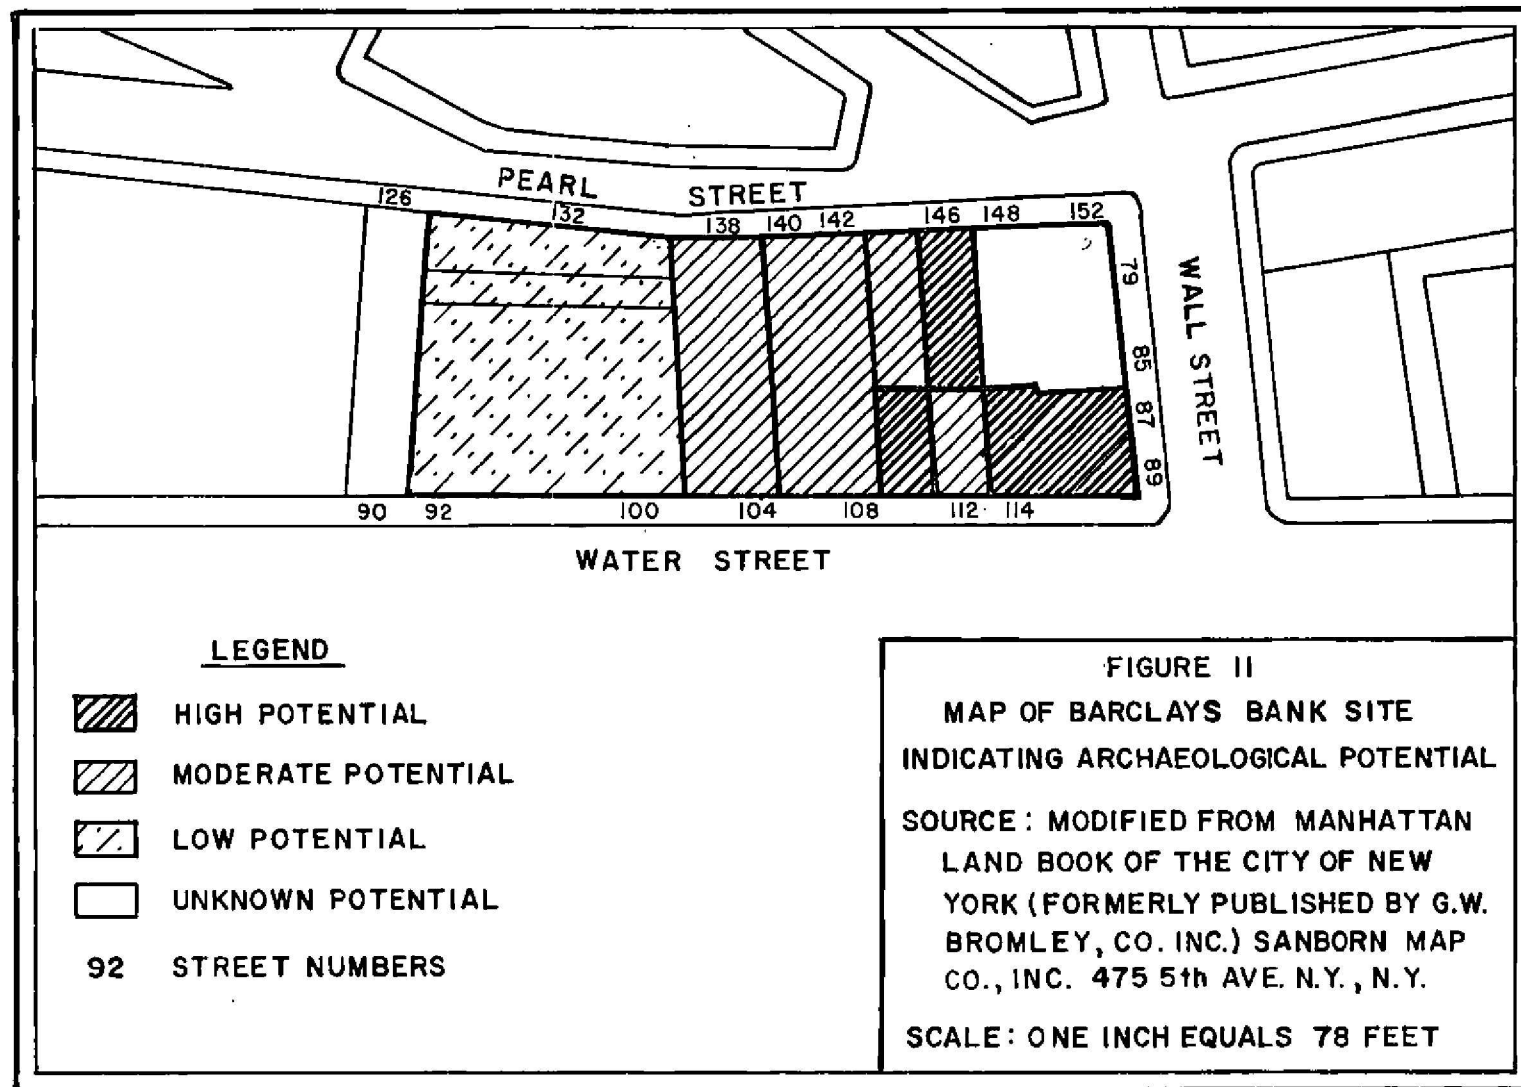 PEARL STREET
126 132 138 140 142 146 148 152
79
85
87
89
WALL STREET
90 92 100 104 108 112 114
WATER STREET
LEGEND
HIGH POTENTIAL
MODERATE POTENTIAL
LOW POTENTIAL
UNKNOWN POTENTIAL
92 STREET NUMBERS
FIGURE II
MAP OF BARCLAYS BANK SITE
INDICATING ARCHAEOLOGICAL POTENTIAL
SOURCE: MODIFIED FROM MANHATTAN
LAND BOOK OF THE CITY OF NEW
YORK (FORMERLY PUBLISHED BY G.W.
BROMLEY, CO. INC.) SANBORN MAP
CO., INC. 475 5th AVE. N.Y., N.Y.
SCALE: ONE INCH EQUALS 78 FEET